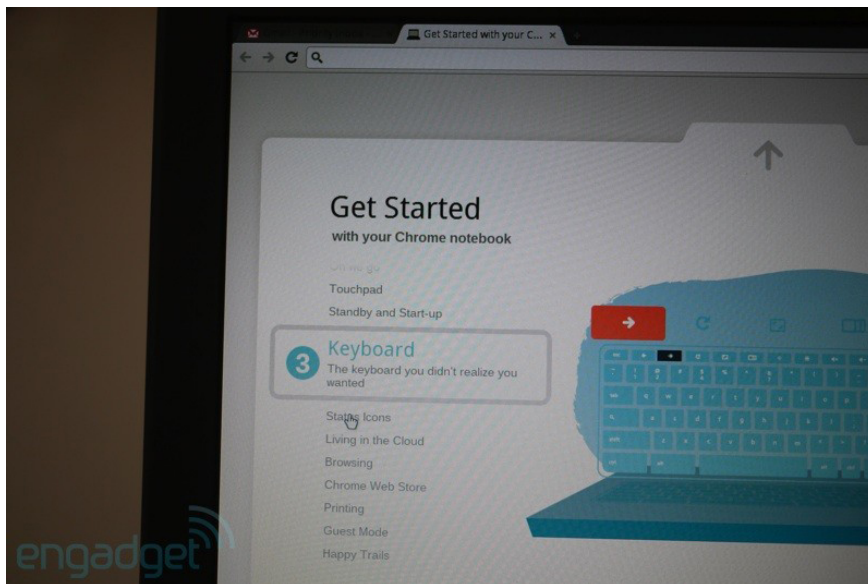 Get Started with your C...
Get Started
with your Chrome notebook
Touchpad
Standby and Start-up
3
Keyboard
The keyboard you didn't realize you
wanted
Status Icons
Living in the Cloud
Browsing
Chrome Web Store
Printing
Guest Mode
Happy Trails
engadget